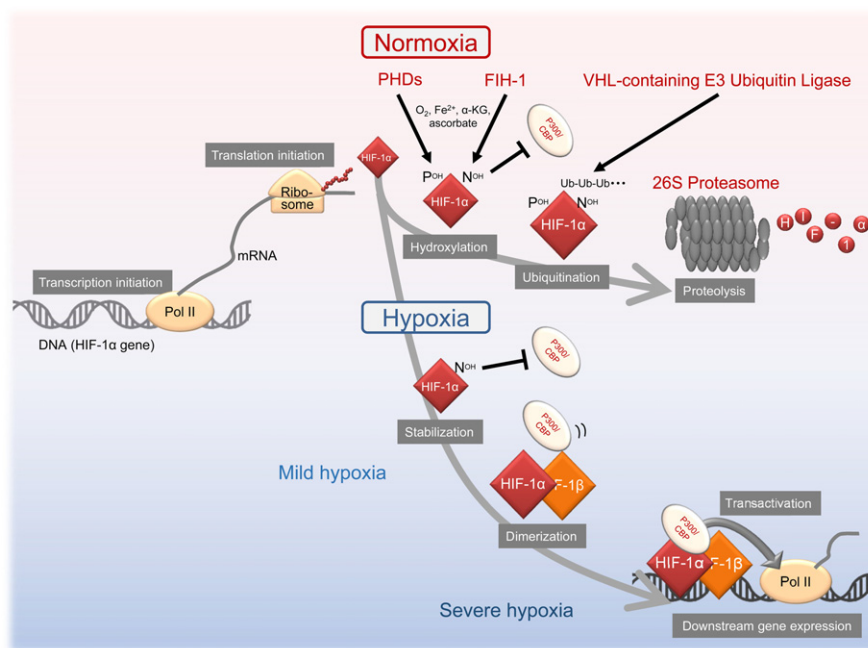 Normoxia
PHDs
FIH-1
VHL-containing E3 Ubiquitin Ligase
O₂, Fe²⁺, α-KG,
ascorbate
P300/
CBP
Translation initiation
HIF-1α
Ribo-
some
POH
NOH
HIF-1α
Ub-Ub-Ub···
POH
NOH
HIF-1α
26S Proteasome
H I F - 1 α
mRNA
Hydroxylation
Ubiquitination
Proteolysis
Transcription initiation
Pol II
DNA (HIF-1α gene)
Hypoxia
NOH
HIF-1α
P300/
CBP
Stabilization
P300/
CBP
Mild hypoxia
HIF-1α
IF-1β
Dimerization
Transactivation
P300/
CBP
HIF-1α
IF-1β
Pol II
Severe hypoxia
Downstream gene expression